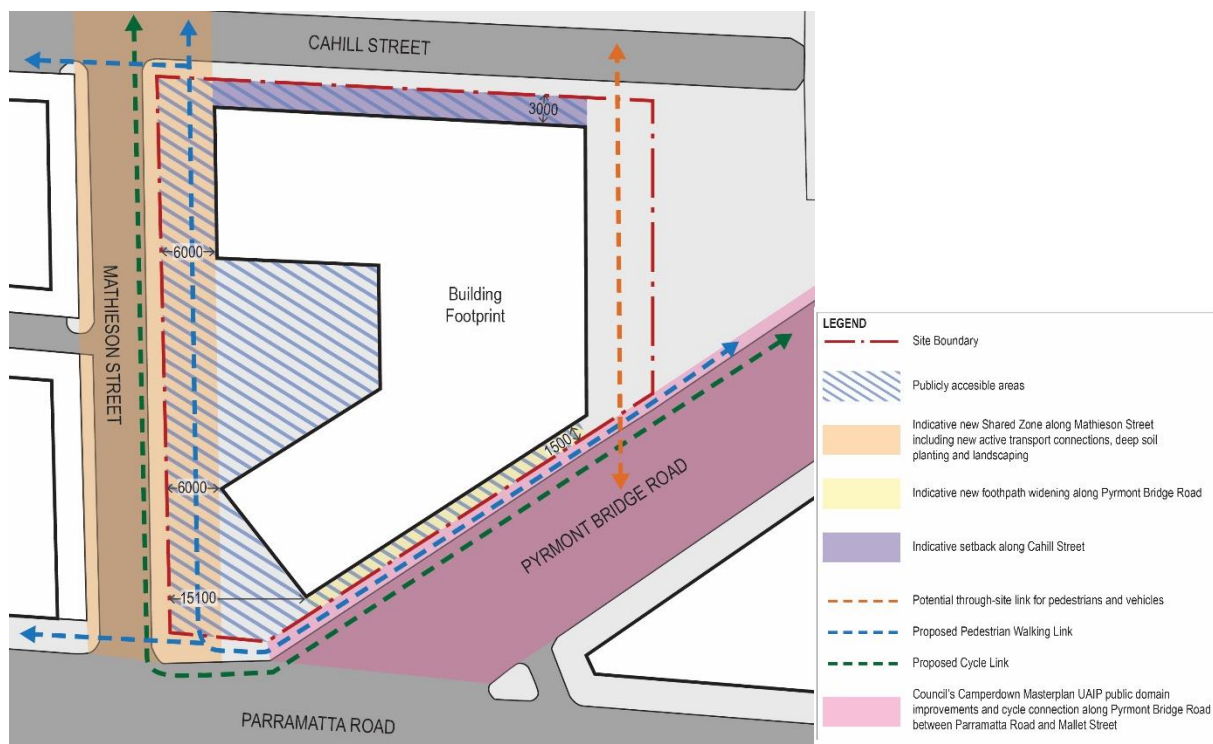 CAHILL STREET
3000
6000
MATHIESON STREET
Building
Footprint
1500
6000
PYRMONT BRIDGE ROAD
15100
PARRAMATTA ROAD
LEGEND
Site Boundary
Publicly accesible areas
Indicative new Shared Zone along Mathieson Street
including new active transport connections, deep soil
planting and landscaping
Indicative new footpath widening along Pyrmont Bridge Road
Indicative setback along Cahill Street
Potential through-site link for pedestrians and vehicles
Proposed Pedestrian Walking Link
Proposed Cycle Link
Council's Camperdown Masterplan UAIP public domain
improvements and cycle connection along Pyrmont Bridge Road
between Parramatta Road and Mallet Street